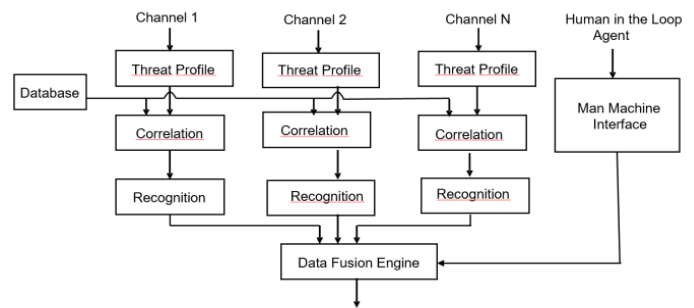 Channel 1
Channel 2
Channel N
Human in the Loop
Agent
Threat Profile
Threat Profile
Threat Profile
Database
Man Machine
Interface
Correlation
Correlation
Correlation
Recognition
Recognition
Recognition
Data Fusion Engine